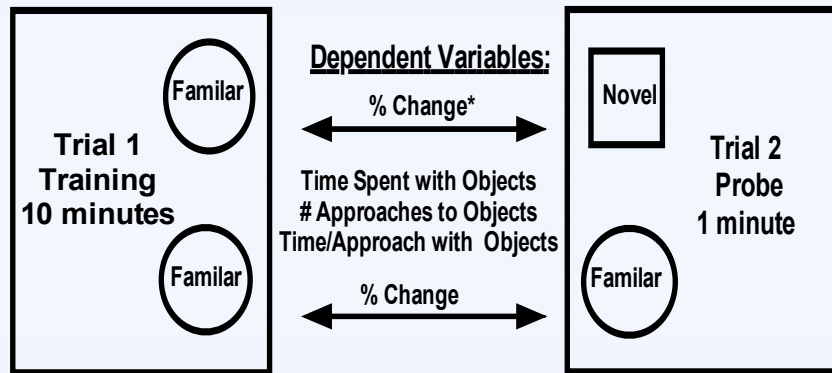 Familar
Trial 1
Training
10 minutes
Familar
Dependent Variables:
% Change*
Time Spent with Objects
# Approaches to Objects
Time/Approach with Objects
% Change
Novel
Trial 2
Probe
1 minute
Familar